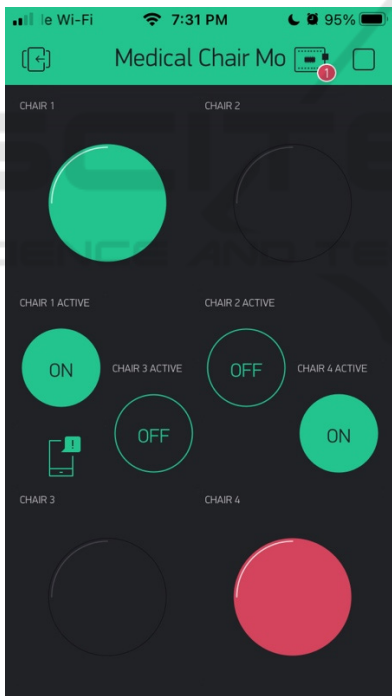 le Wi-Fi 7:31 PM 95%
Medical Chair Mo
1
CHAIR 1 CHAIR 2
CHAIR 1 ACTIVE CHAIR 2 ACTIVE
ON CHAIR 3 ACTIVE OFF CHAIR 4 ACTIVE
OFF ON
CHAIR 3 CHAIR 4